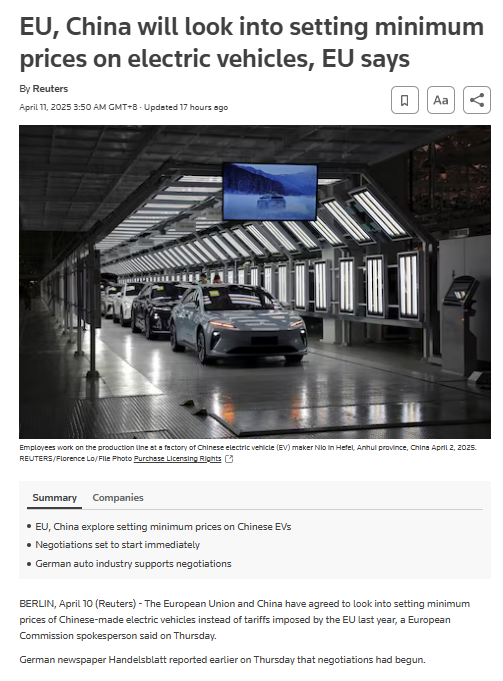 EU, China will look into setting minimum
prices on electric vehicles, EU says
By Reuters
April 11, 2025 3:50 AM GMT+8 · Updated 17 hours ago
Aa
Employees work on the production line at a factory of Chinese electric vehicle (EV) maker Nio in Hefei, Anhui province, China April 2, 2025.
REUTERS/Florence Lo/File Photo Purchase Licensing Rights
Summary Companies
EU, China explore setting minimum prices on Chinese EVs
Negotiations set to start immediately
German auto industry supports negotiations
BERLIN, April 10 (Reuters) - The European Union and China have agreed to look into setting minimum
prices of Chinese-made electric vehicles instead of tariffs imposed by the EU last year, a European
Commission spokesperson said on Thursday.
German newspaper Handelsblatt reported earlier on Thursday that negotiations had begun.